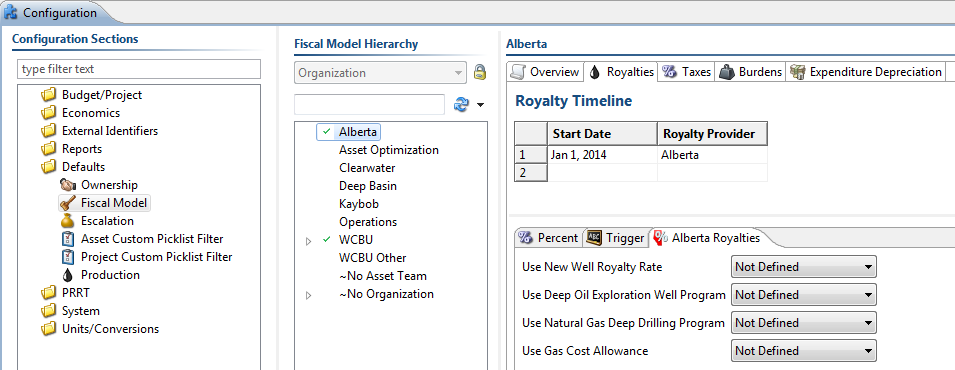 Configuration
Configuration Sections
type filter text
Budget/Project
Economics
External Identifiers
Reports
Defaults
Ownership
Fiscal Model
Escalation
Asset Custom Picklist Filter
Project Custom Picklist Filter
Production
PRRT
System
Units/Conversions
Fiscal Model Hierarchy
Organization
Alberta
Asset Optimization
Clearwater
Deep Basin
Kaybob
Operations
WCBU
WCBU Other
~No Asset Team
~No Organization
Alberta
Overview Royalties Taxes Burdens Expenditure Depreciation
Royalty Timeline
Start Date Royalty Provider
1 Jan 1, 2014 Alberta
2
Percent Trigger Alberta Royalties
Use New Well Royalty Rate Not Defined
Use Deep Oil Exploration Well Program Not Defined
Use Natural Gas Deep Drilling Program Not Defined
Use Gas Cost Allowance Not Defined